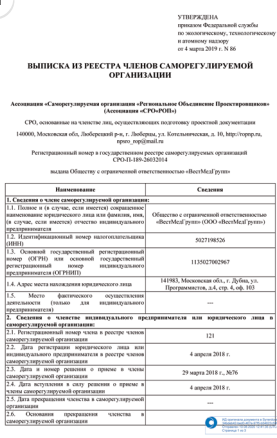 УТВЕРЖДЕНА
приказом Федеральной службы
по экологическому, технологическому
и атомному надзору
от 4 марта 2019 г. N 86
ВЫПИСКА ИЗ РЕЕСТРА ЧЛЕНОВ САМОРЕГУЛИРУЕМОЙ
ОРГАНИЗАЦИИ
Ассоциация «Саморегулируемая организация «Региональное Объединение Проектировщиков»
(Ассоциация «СРО«РОП»)
СРО, основанные на членстве лиц, осуществляющих подготовку проектной документации
140000, Московская обл, Люберецкий р-н, г. Люберцы, ул. Котельническая, д. 10, http://ropnp.ru,
npro_rop@mail.ru
Регистрационный номер в государственном реестре саморегулируемых организаций
СРО-П-189-26032014
выдана Обществу с ограниченной ответственностью «ВестМедГрупп»
Наименование
Сведения
1. Сведения о члене саморегулируемой организации:
1.1. Полное и (в случае, если имеется) сокращенное
наименование юридического лица или фамилия, имя,
(в случае, если имеется) отчество индивидуального
предпринимателя
Общество с ограниченной ответственностью
«ВестМедГрупп» (ООО «ВестМедГрупп»)
1.2. Идентификационный номер налогоплательщика
(ИНН)
5027198526
1.3. Основной государственный регистрационный
номер (ОГРН) или основной государственный
регистрационный номер индивидуального
предпринимателя (ОГРНИП)
1135027002967
1.4. Адрес места нахождения юридического лица
141983, Московская обл., г. Дубна, ул.
Программистов, д.4, стр. 4, оф. 103
1.5. Место фактического осуществления
деятельности (только для индивидуального
предпринимателя)
---
2. Сведения о членстве индивидуального предпринимателя или юридического лица в
саморегулируемой организации:
2.1. Регистрационный номер члена в реестре членов
саморегулируемой организации
121
2.2. Дата регистрации юридического лица или
индивидуального предпринимателя в реестре членов
саморегулируемой организации
4 апреля 2018 г.
2.3. Дата и номер решения о приеме в члены
саморегулируемой организации
29 марта 2018 г., №76
2.4. Дата вступления в силу решения о приеме в
члены саморегулируемой организации
4 апреля 2018 г.
2.5. Дата прекращения членства в саморегулируемой
организации
---
2.6. Основания прекращения членства в
саморегулируемой организации